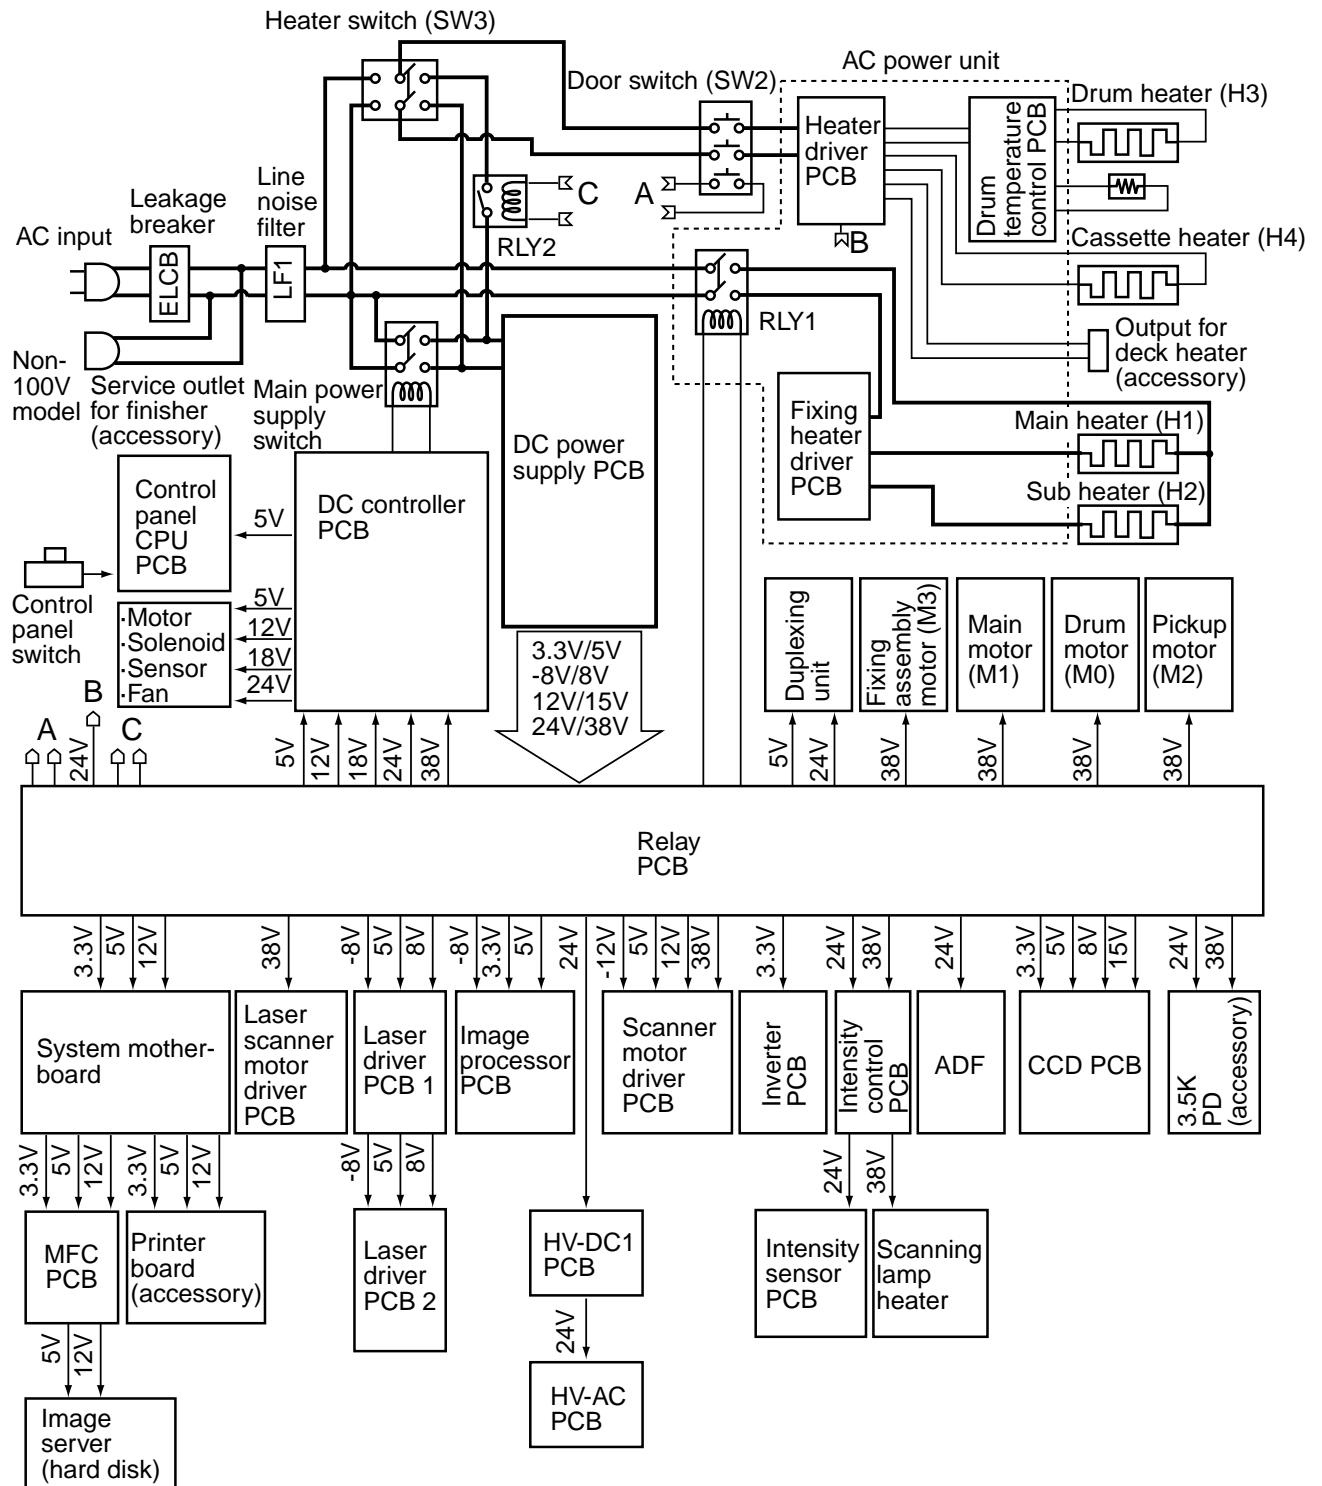 Heater switch (SW3)
Door switch (SW2)
AC power unit
Drum heater (H3)
Heater
driver
PCB
Drum
temperature
control PCB
Line
noise
filter
Leakage
breaker
AC input
ELCB
LF1
RLY2
C
A
B
Cassette heater (H4)
RLY1
Output for
deck heater
(accessory)
Non-
100V
model
Service outlet
for finisher
(accessory)
Main power
supply
switch
DC power
supply PCB
Fixing
heater
driver
PCB
Main heater (H1)
Sub heater (H2)
Control
panel
CPU
PCB
5V
DC controller
PCB
Control
panel
switch
·Motor
·Solenoid
·Sensor
·Fan
5V
12V
18V
24V
3.3V/5V
-8V/8V
12V/15V
24V/38V
Duplexing
unit
Fixing
assembly
motor (M3)
Main
motor
(M1)
Drum
motor
(M0)
Pickup
motor
(M2)
A
B
24V
C
5V
12V
18V
24V
38V
5V
24V
38V
38V
38V
38V
Relay
PCB
3.3V
5V
12V
38V
-8V
5V
8V
-8V
3.3V
5V
24V
-12V
5V
12V
38V
3.3V
24V
38V
24V
3.3V
5V
8V
15V
24V
38V
System mother-
board
Laser
scanner
motor
driver
PCB
Laser
driver
PCB 1
Image
processor
PCB
Scanner
motor
driver
PCB
Inverter
PCB
Intensity
control
PCB
ADF
CCD PCB
3.5K
PD
(accessory)
3.3V
5V
12V
3.3V
5V
12V
-8V
5V
8V
24V
38V
MFC
PCB
Printer
board
(accessory)
Laser
driver
PCB 2
HV-DC1
PCB
Intensity
sensor
PCB
Scanning
lamp
heater
5V
12V
24V
Image
server
(hard disk)
HV-AC
PCB